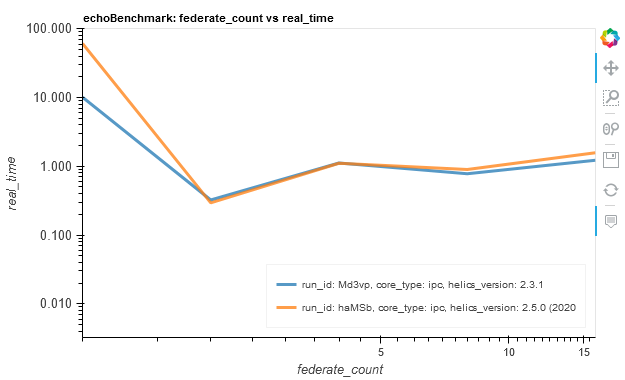 echoBenchmark: federate_count vs real_time
100.000
10.000
1.000
0.100
0.010
real_time
run_id: Md3vp, core_type: ipc, helics_version: 2.3.1
run_id: haMSb, core_type: ipc, helics_version: 2.5.0 (2020
5
10
15
federate_count